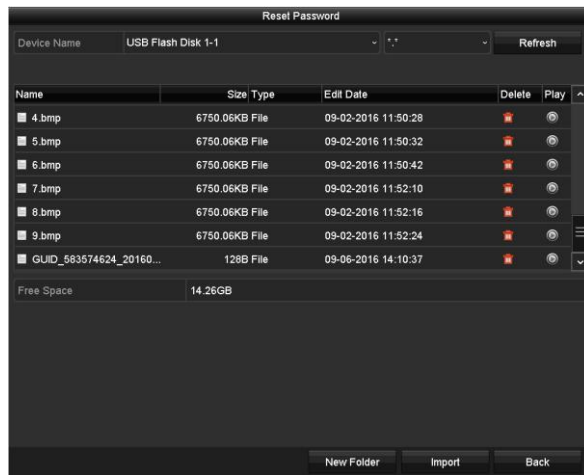 Reset Password
Device Name USB Flash Disk 1-1 *.* Refresh
Name Size Type Edit Date Delete Play
4.bmp 6750.06KB File 09-02-2016 11:50:28
5.bmp 6750.06KB File 09-02-2016 11:50:32
6.bmp 6750.06KB File 09-02-2016 11:50:42
7.bmp 6750.06KB File 09-02-2016 11:52:10
8.bmp 6750.06KB File 09-02-2016 11:52:16
9.bmp 6750.06KB File 09-02-2016 11:52:24
GUID_583574624_20160... 128B File 09-06-2016 14:10:37
Free Space 14.26GB
New Folder Import Back